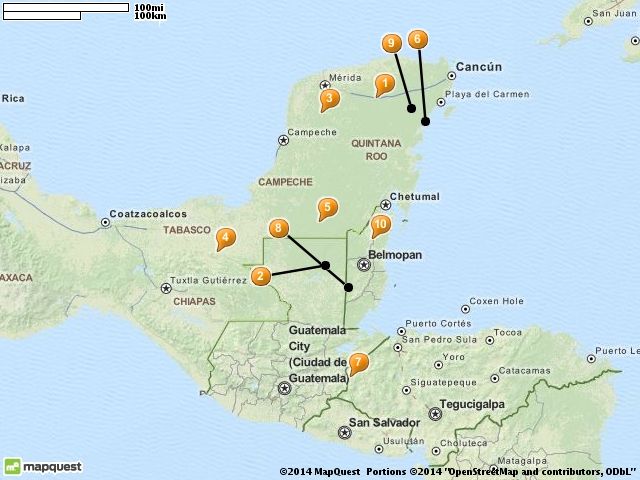 100mi
100km
9
6
San Juan
Cancún
Mérida
1
Playa del Carmen
3
Rica
Campeche
QUINTANA
ROO
Xalapa
ACRUZ
izaba
CAMPECHE
Chetumal
Coatzacoalcos
5
TABASCO
8
10
4
Belmopan
AXACA
Tuxtla Gutiérrez
2
CHIAPAS
Coxen Hole
Guatemala
City
(Ciudad de
Guatemala)
Puerto Cortés
Tocoa
San Pedro Sula
7
Yoro
Puerto Le
Catacamas
Siguatepeque
Tegucigalpa
San Salvador
Usulután
Choluteca
mapquest
©2014 MapQuest Portions ©2014 "OpenStreetMap and contributors, ODbL"